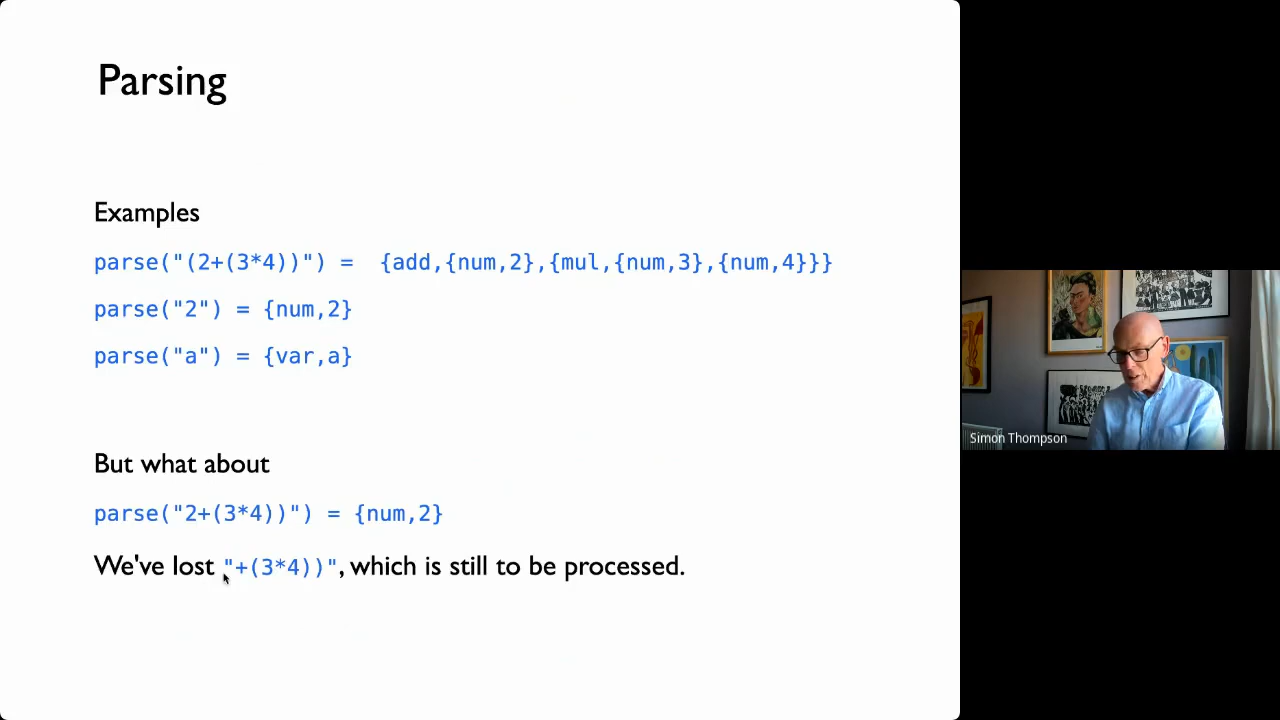 Parsing
Examples
parse("(2+(3*4))") = {add,{num,2},{mul,{num,3},{num,4}}}
parse("2") = {num,2}
parse("a") = {var,a}
But what about
parse("2+(3*4))") = {num,2}
We've lost "+(3*4))", which is still to be processed.
Simon Thompson